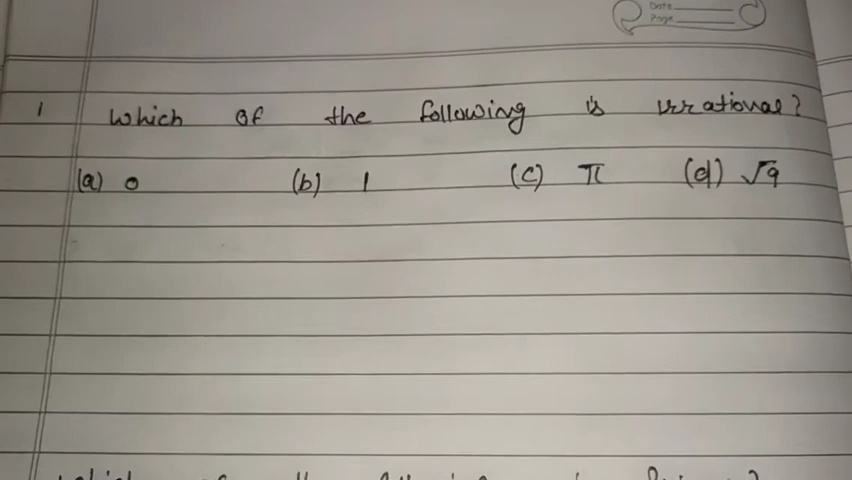 Date
Page
1 which of the following is irrational?
(a) 0 (b) 1 (c) π (d) √9